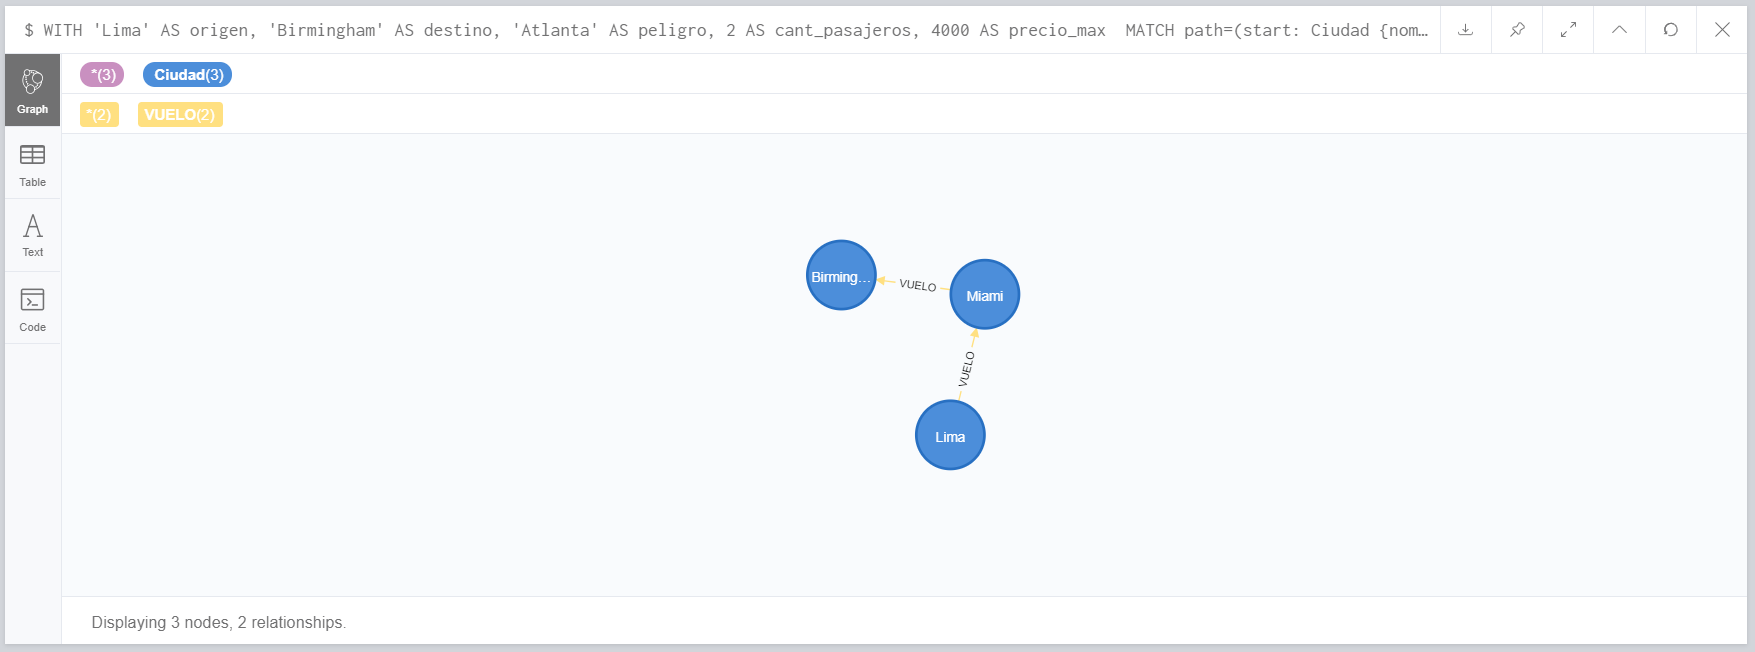 $ WITH 'Lima' AS origen, 'Birmingham' AS destino, 'Atlanta' AS peligro, 2 AS cant_pasajeros, 4000 AS precio_max  MATCH path=(start: Ciudad {nom…
*(3) Ciudad(3)
Graph
*(2) VUELO(2)
Table
Text
Code
Birming…
VUELO
Miami
VUELO
Lima
Displaying 3 nodes, 2 relationships.